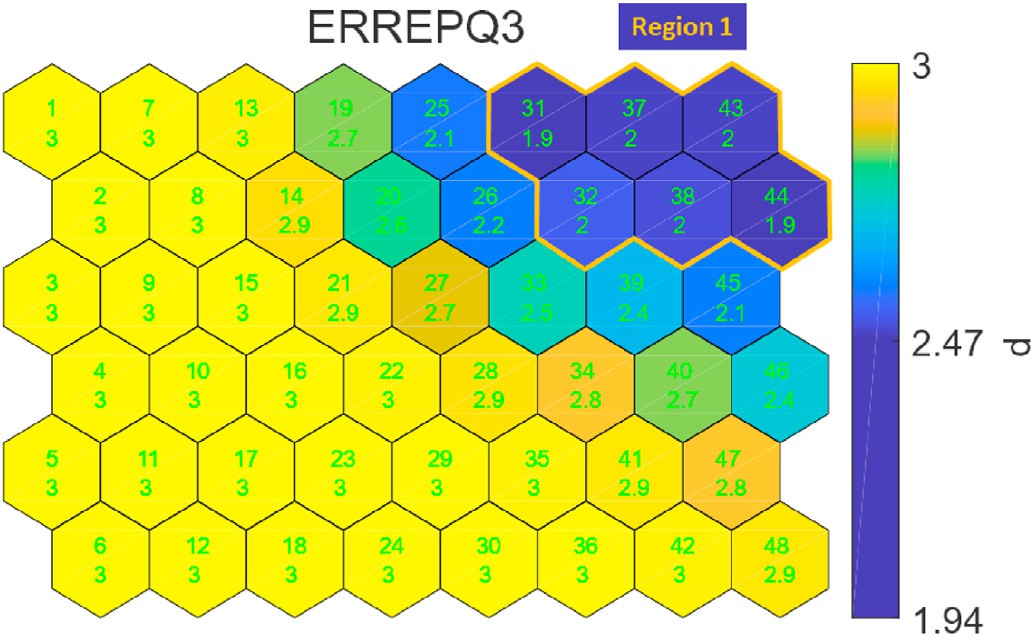 ERREPQ3
Region 1
3
1 7 13 19 25 31 37 43
3 3 3 2.7 2.1 1.9 2 2
2 8 14 20 26 32 38 44
3 3 2.9 2.6 2.2 2 2 1.9
3 9 15 21 27 33 39 45
3 3 3 2.9 2.7 2.5 2.4 2.1
2.47 d
4 10 16 22 28 34 40 46
3 3 3 3 2.9 2.8 2.7 2.4
5 11 17 23 29 35 41 47
3 3 3 3 3 3 2.9 2.8
6 12 18 24 30 36 42 48
3 3 3 3 3 3 3 2.9
1.94